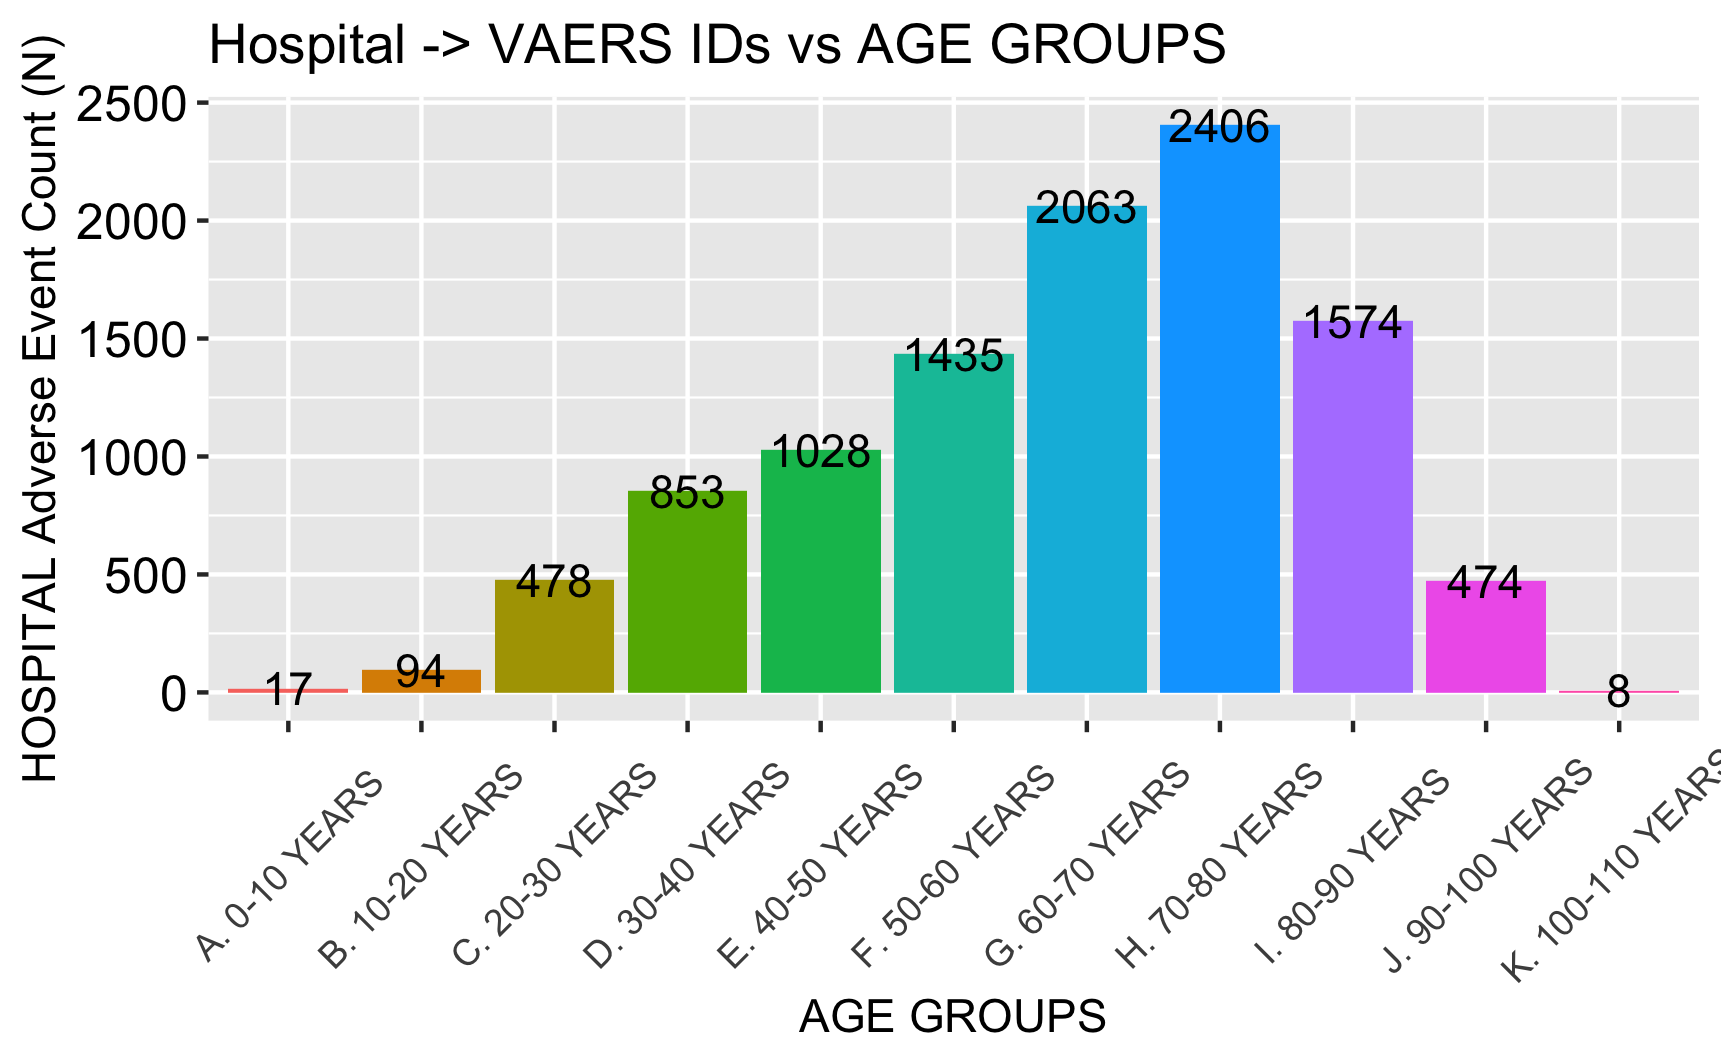 Hospital -> VAERS IDs vs AGE GROUPS
HOSPITAL Adverse Event Count (N)
2500
2000
1500
1000
500
0
17
94
478
853
1028
1435
2063
2406
1574
474
8
A. 0-10 YEARS
B. 10-20 YEARS
C. 20-30 YEARS
D. 30-40 YEARS
E. 40-50 YEARS
F. 50-60 YEARS
G. 60-70 YEARS
H. 70-80 YEARS
I. 80-90 YEARS
J. 90-100 YEARS
K. 100-110 YEARS
AGE GROUPS